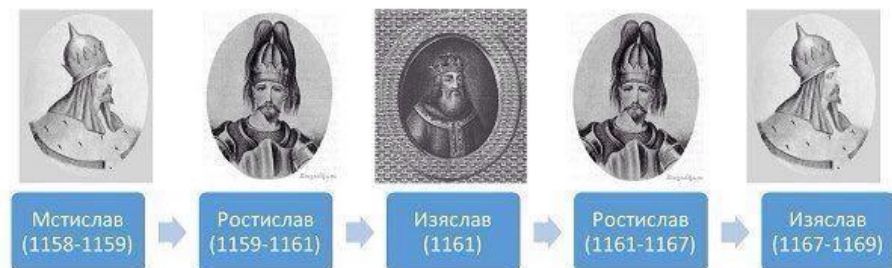 Мстислав
(1158-1159)
Ростислав
(1159-1161)
Изяслав
(1161)
Ростислав
(1161-1167)
Изяслав
(1167-1169)